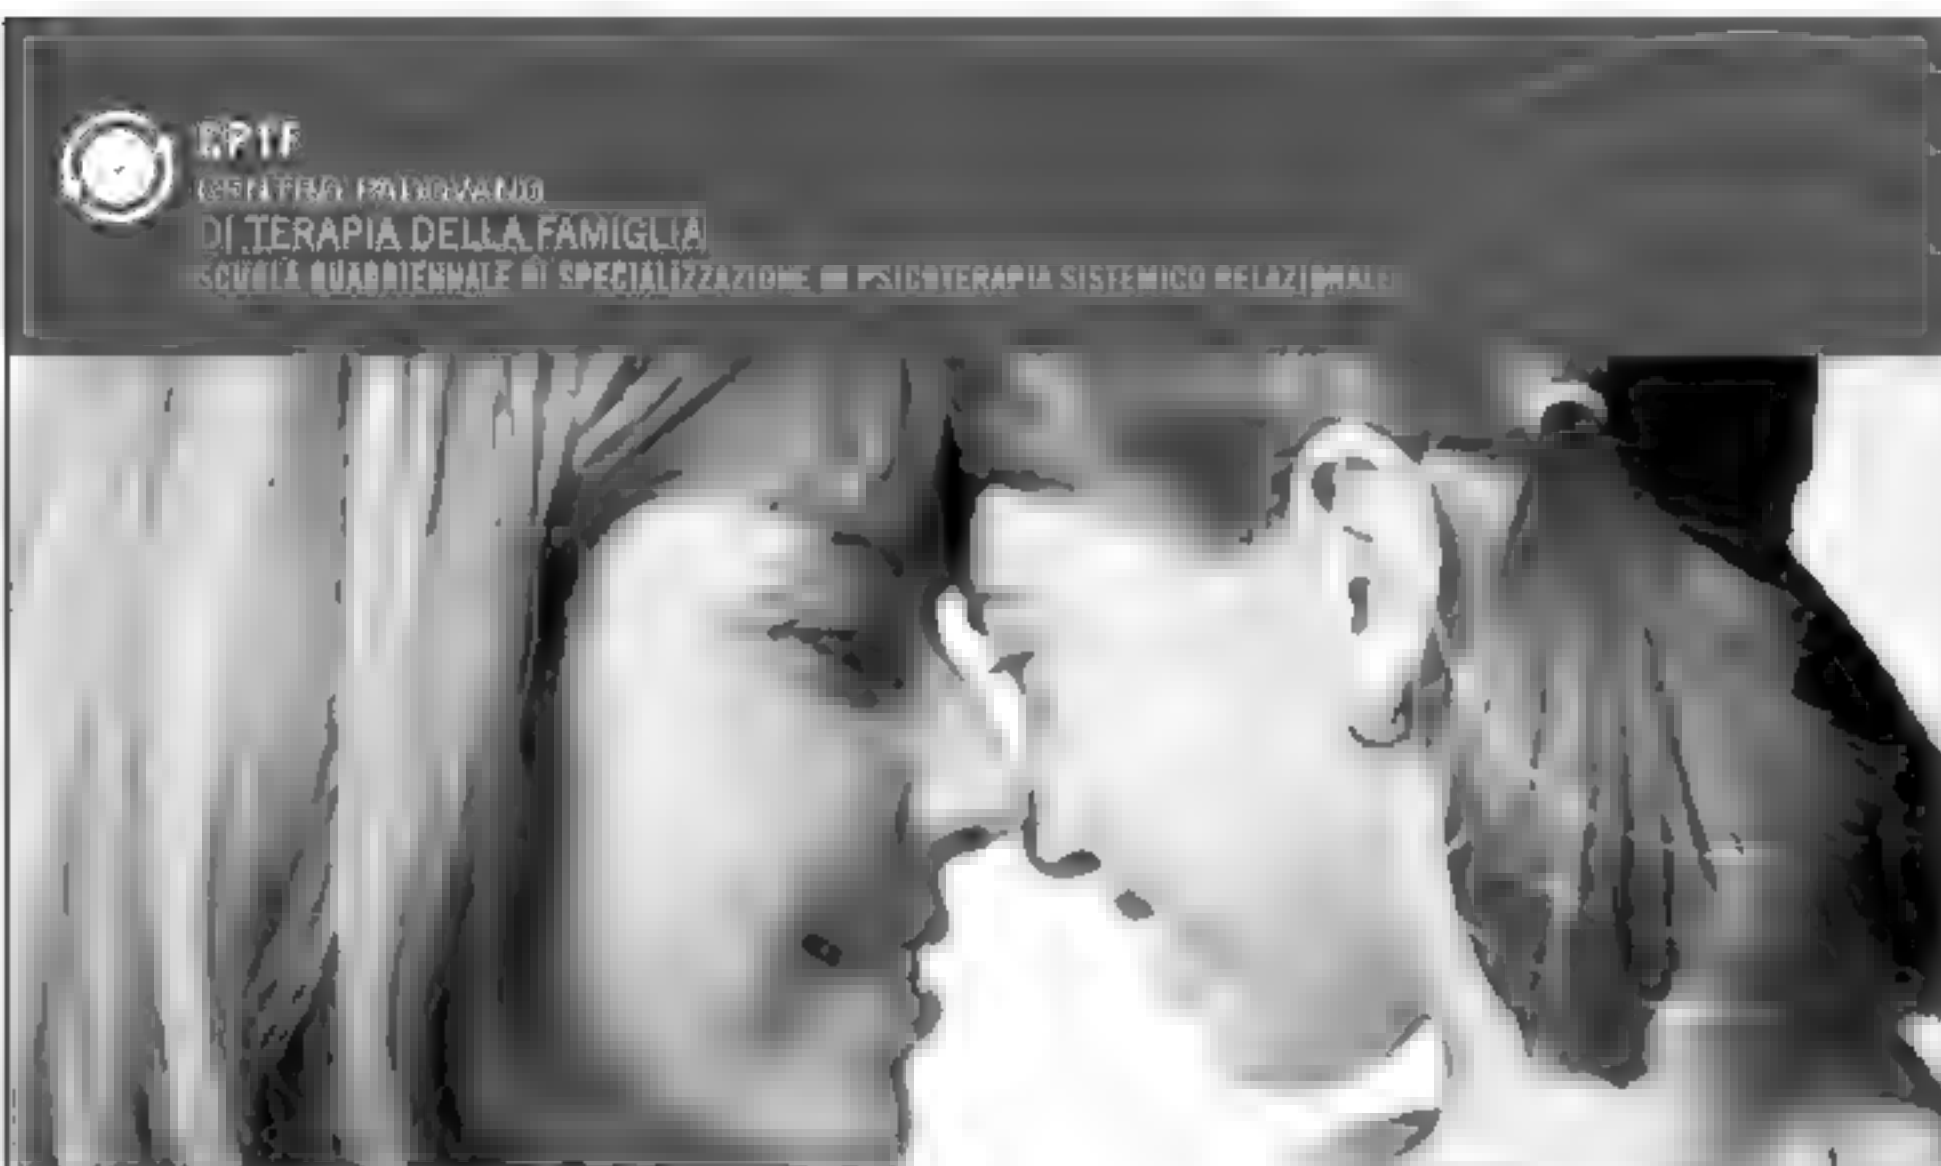 CPTF
CENTRO PADOVANO
DI TERAPIA DELLA FAMIGLIA
SCUOLA QUADRIENNALE DI SPECIALIZZAZIONE IN PSICOTERAPIA SISTEMICO RELAZIONALE